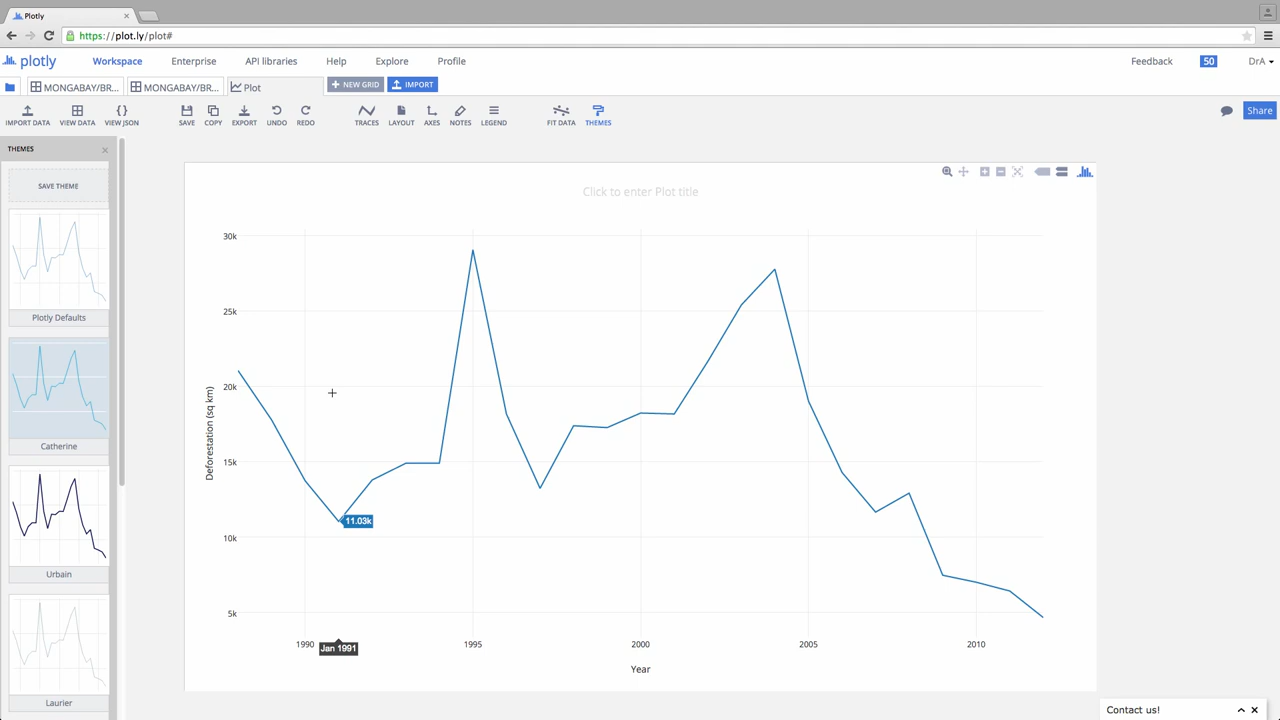 Plotly
https://plot.ly/plot#
plotly
Workspace
Enterprise
API libraries
Help
Explore
Profile
Feedback
50
DrA
MONGABAY/BR...
MONGABAY/BR...
Plot
NEW GRID
IMPORT
IMPORT DATA
VIEW DATA
VIEW JSON
SAVE
COPY
EXPORT
UNDO
REDO
TRACES
LAYOUT
AXES
NOTES
LEGEND
FIT DATA
THEMES
Share
THEMES
SAVE THEME
Plotly Defaults
Catherine
Urbain
Laurier
Click to enter Plot title
30k
25k
20k
15k
10k
5k
Deforestation (sq km)
11.03k
1990
Jan 1991
1995
2000
2005
2010
Year
Contact us!